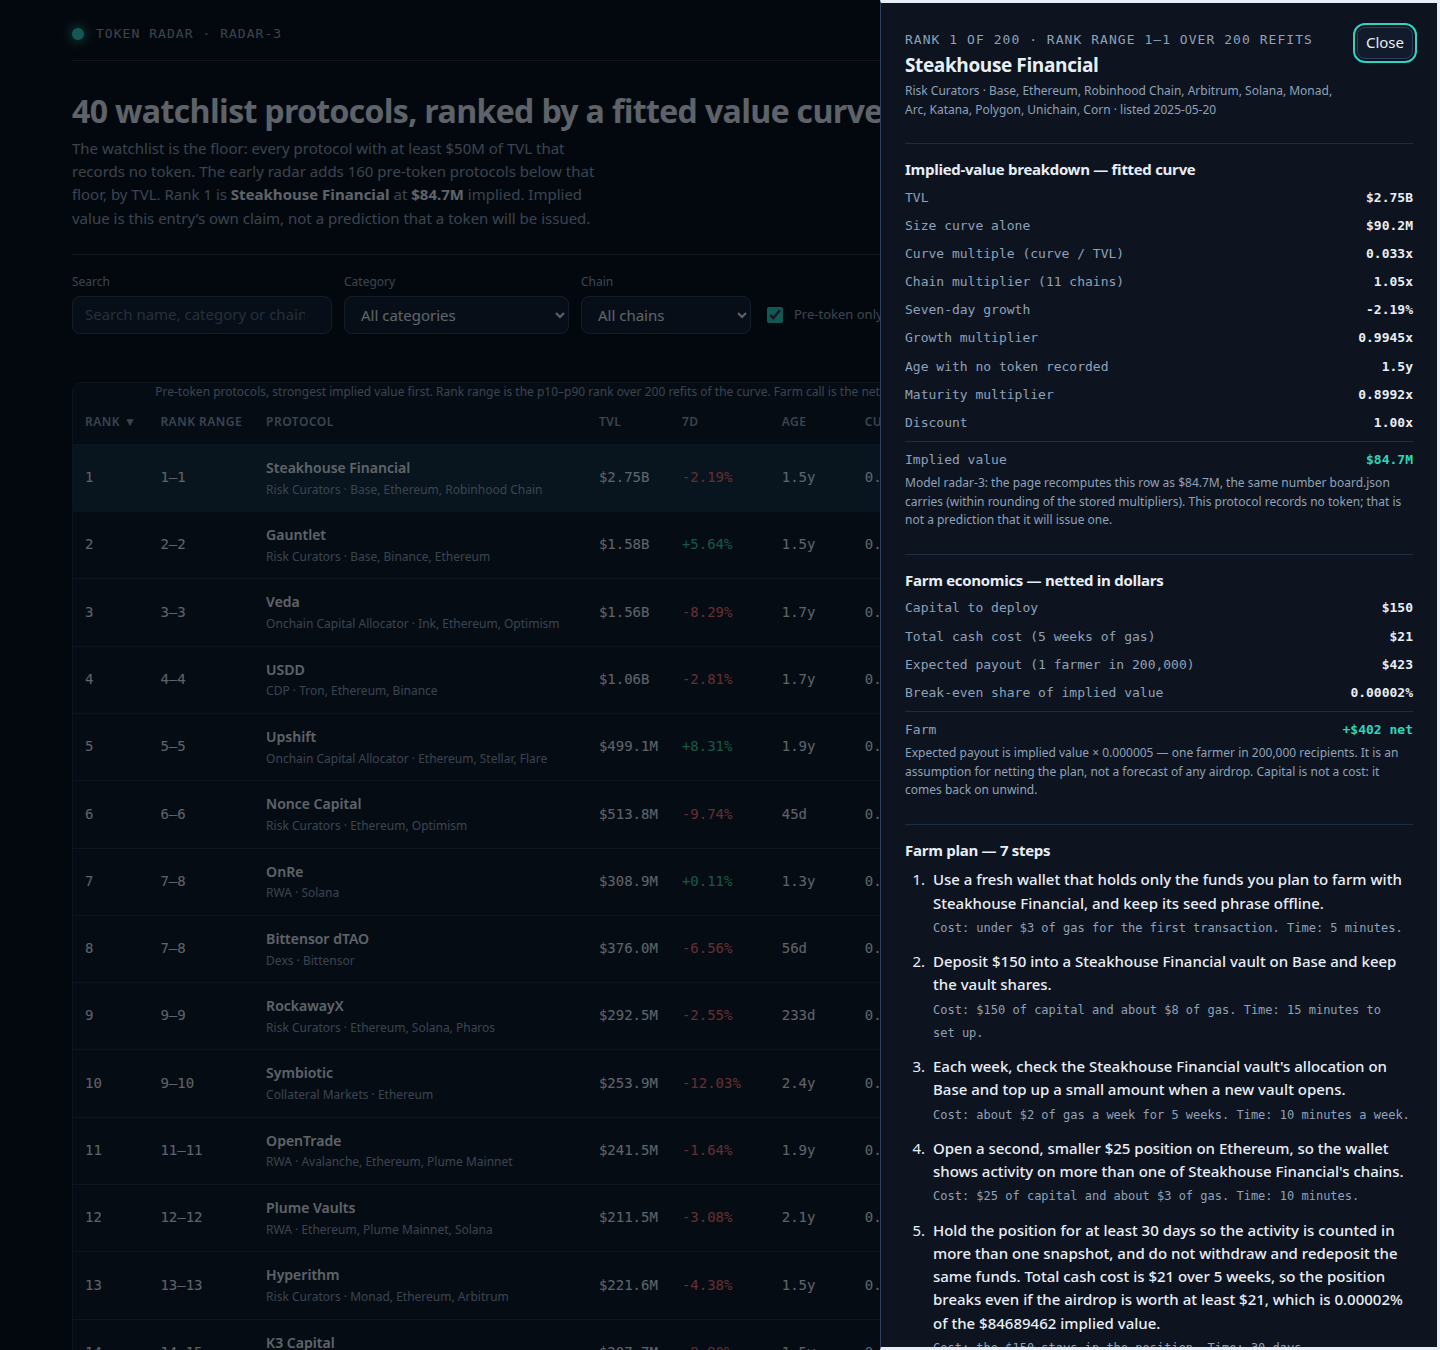 TOKEN RADAR · RADAR-3
40 watchlist protocols, ranked by a fitted value curve
The watchlist is the floor: every protocol with at least $50M of TVL that
records no token. The early radar adds 160 pre-token protocols below that
floor, by TVL. Rank 1 is Steakhouse Financial at $84.7M implied. Implied
value is this entry's own claim, not a prediction that a token will be issued.
Search
Category
Chain
Search name, category or chain
All categories
All chains
Pre-token only
Pre-token protocols, strongest implied value first. Rank range is the p10–p90 rank over 200 refits of the curve. Farm call is the net
RANK ▼ RANK RANGE PROTOCOL TVL 7D AGE CU
1 1–1 Steakhouse Financial $2.75B -2.19% 1.5y 0.
Risk Curators · Base, Ethereum, Robinhood Chain
2 2–2 Gauntlet $1.58B +5.64% 1.5y 0.
Risk Curators · Base, Binance, Ethereum
3 3–3 Veda $1.56B -8.29% 1.7y 0.
Onchain Capital Allocator · Ink, Ethereum, Optimism
4 4–4 USDD $1.06B -2.81% 1.7y 0.
CDP · Tron, Ethereum, Binance
5 5–5 Upshift $499.1M +8.31% 1.9y 0.
Onchain Capital Allocator · Ethereum, Stellar, Flare
6 6–6 Nonce Capital $513.8M -9.74% 45d 0.
Risk Curators · Ethereum, Optimism
7 7–8 OnRe $308.9M +0.11% 1.3y 0.
RWA · Solana
8 7–8 Bittensor dTAO $376.0M -6.56% 56d 0.
Dexs · Bittensor
9 9–9 RockawayX $292.5M -2.55% 233d 0.
Risk Curators · Ethereum, Solana, Pharos
10 9–10 Symbiotic $253.9M -12.03% 2.4y 0.
Collateral Markets · Ethereum
11 11–11 OpenTrade $241.5M -1.64% 1.9y 0.
RWA · Avalanche, Ethereum, Plume Mainnet
12 12–12 Plume Vaults $211.5M -3.08% 2.1y 0.
RWA · Ethereum, Plume Mainnet, Solana
13 13–13 Hyperithm $221.6M -4.38% 1.5y 0.
Risk Curators · Monad, Ethereum, Arbitrum
K3 Capital
RANK 1 OF 200 · RANK RANGE 1–1 OVER 200 REFITS
Close
Steakhouse Financial
Risk Curators · Base, Ethereum, Robinhood Chain, Arbitrum, Solana, Monad,
Arc, Katana, Polygon, Unichain, Corn · listed 2025-05-20
Implied-value breakdown — fitted curve
TVL $2.75B
Size curve alone $90.2M
Curve multiple (curve / TVL) 0.033x
Chain multiplier (11 chains) 1.05x
Seven-day growth -2.19%
Growth multiplier 0.9945x
Age with no token recorded 1.5y
Maturity multiplier 0.8992x
Discount 1.00x
Implied value $84.7M
Model radar-3: the page recomputes this row as $84.7M, the same number board.json
carries (within rounding of the stored multipliers). This protocol records no token; that is
not a prediction that it will issue one.
Farm economics — netted in dollars
Capital to deploy $150
Total cash cost (5 weeks of gas) $21
Expected payout (1 farmer in 200,000) $423
Break-even share of implied value 0.00002%
Farm +$402 net
Expected payout is implied value × 0.000005 — one farmer in 200,000 recipients. It is an
assumption for netting the plan, not a forecast of any airdrop. Capital is not a cost: it
comes back on unwind.
Farm plan — 7 steps
1. Use a fresh wallet that holds only the funds you plan to farm with
Steakhouse Financial, and keep its seed phrase offline.
Cost: under $3 of gas for the first transaction. Time: 5 minutes.
2. Deposit $150 into a Steakhouse Financial vault on Base and keep
the vault shares.
Cost: $150 of capital and about $8 of gas. Time: 15 minutes to
set up.
3. Each week, check the Steakhouse Financial vault's allocation on
Base and top up a small amount when a new vault opens.
Cost: about $2 of gas a week for 5 weeks. Time: 10 minutes a week.
4. Open a second, smaller $25 position on Ethereum, so the wallet
shows activity on more than one of Steakhouse Financial's chains.
Cost: $25 of capital and about $3 of gas. Time: 10 minutes.
5. Hold the position for at least 30 days so the activity is counted in
more than one snapshot, and do not withdraw and redeposit the
same funds. Total cash cost is $21 over 5 weeks, so the position
breaks even if the airdrop is worth at least $21, which is 0.00002%
of the $84689462 implied value.
Cost: the $150 stays in the position. Time: 30 days.